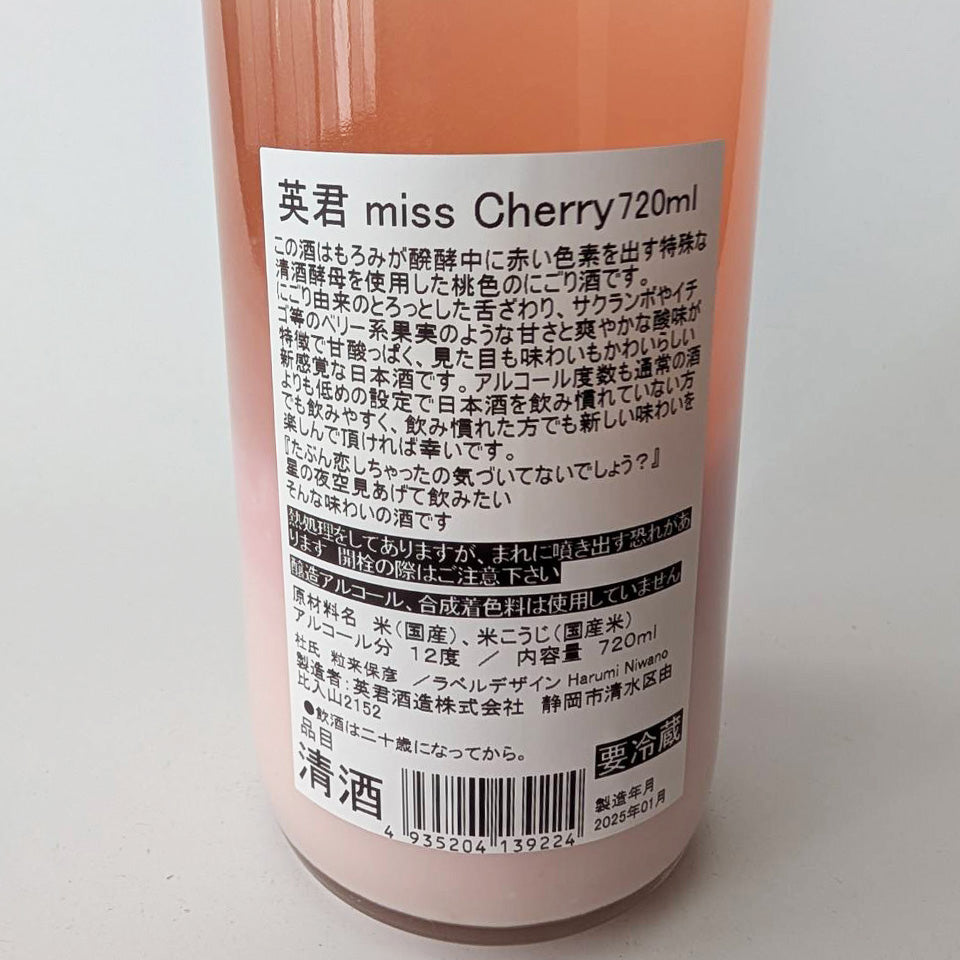 英君 miss Cherry720ml
この酒はもろみが醗酵中に赤い色素を出す特殊な
清酒酵母を使用した桃色のにごり酒です。
にごり由来のとろっとした舌ざわり、サクランボやイチ
ゴ等のベリー系果実のような甘さと爽やかな酸味が
特徴で甘酸っぱく、見た目も味わいもかわいらしい
新感覚な日本酒です。アルコール度数も通常の酒
よりも低めの設定で日本酒を飲み慣れていない方
でも飲みやすく、飲み慣れた方でも新しい味わいを
楽しんで頂ければ幸いです。
『たぶん恋しちゃったの気づいてないでしょう？』
星の夜空見あげて飲みたい
そんな味わいの酒です
熱処理をしてありますが、まれに噴き出す恐れがあ
ります 開栓の際はご注意下さい
醸造アルコール、合成着色料は使用していません
原材料名 米（国産）、米こうじ（国産米）
アルコール分 12度 ／ 内容量 720ml
杜氏 粒来保彦 ／ラベルデザイン Harumi Niwano
製造者：英君酒造株式会社 静岡市清水区由
比入山2152
●飲酒は二十歳になってから。
品目
清酒
要冷蔵
製造年月
2025年01月
4 935204 139224